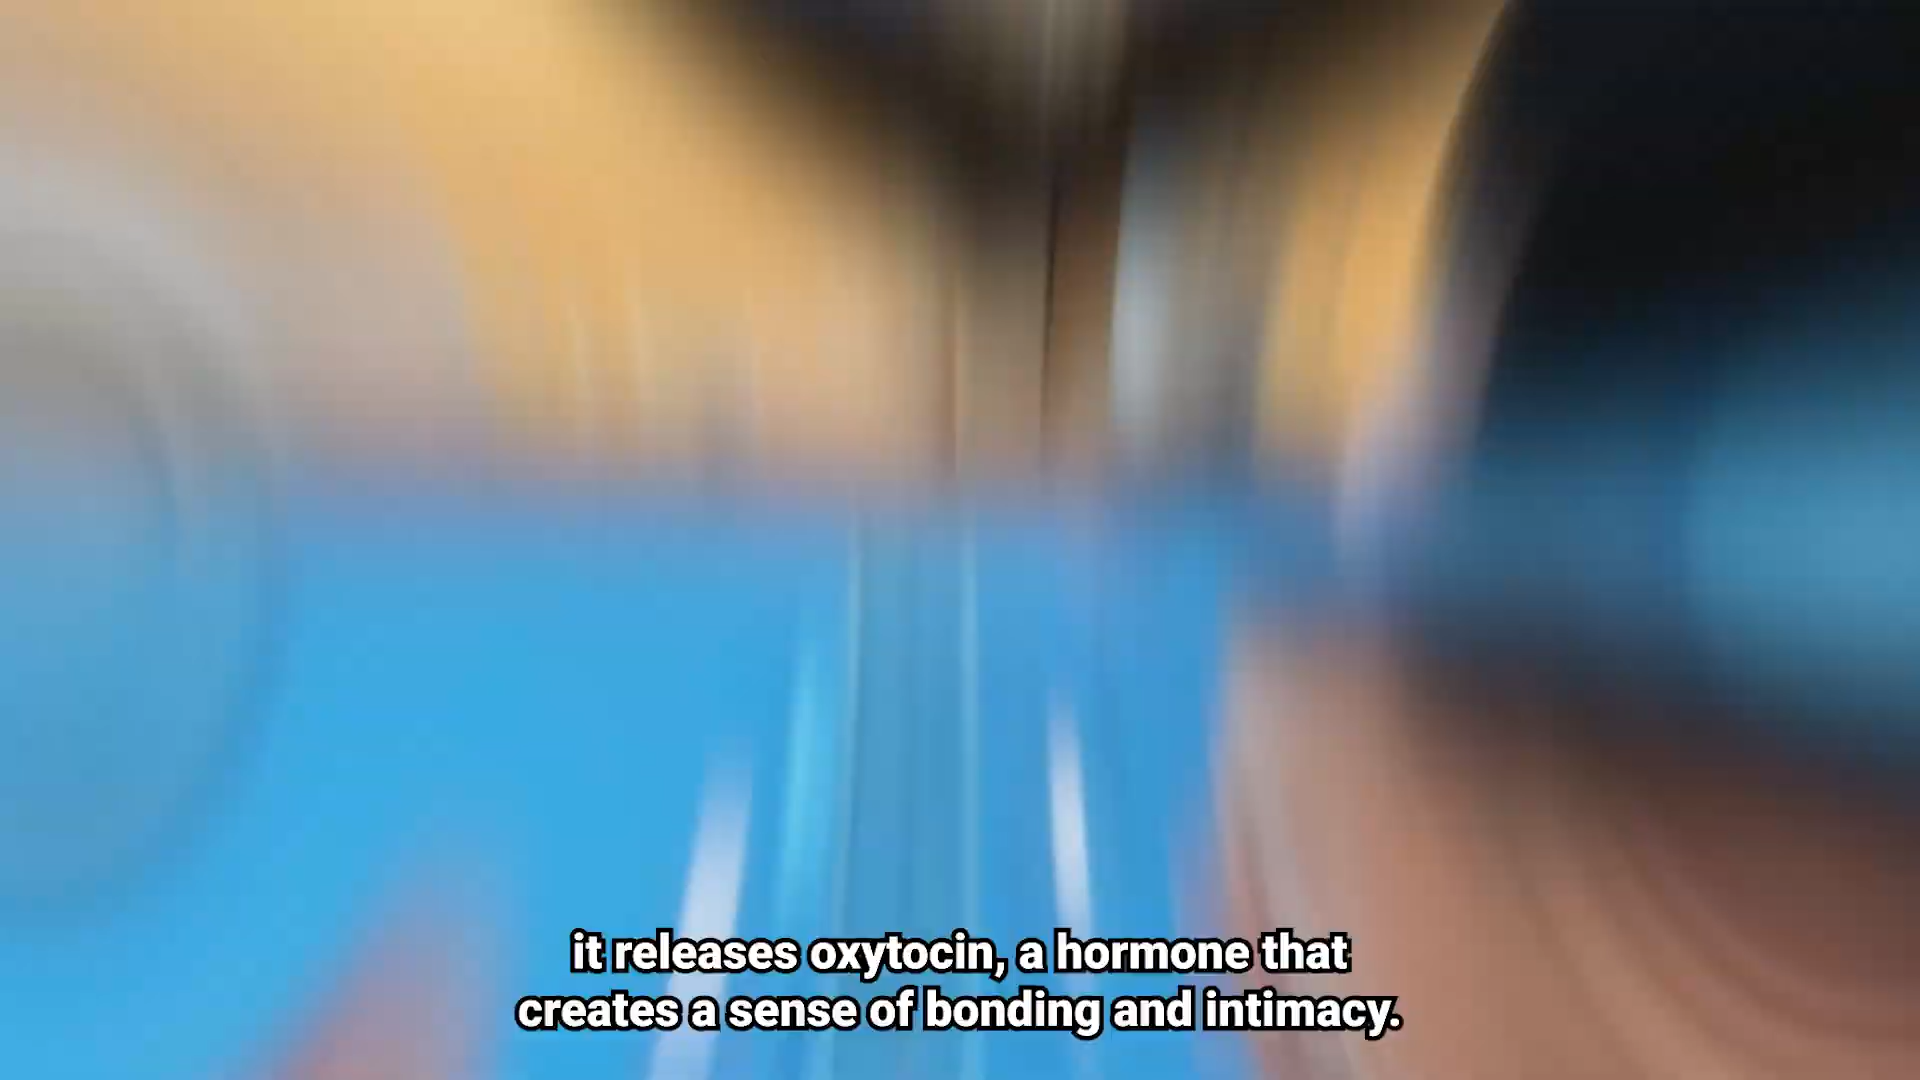 it releases oxytocin, a hormone that
creates a sense of bonding and intimacy.